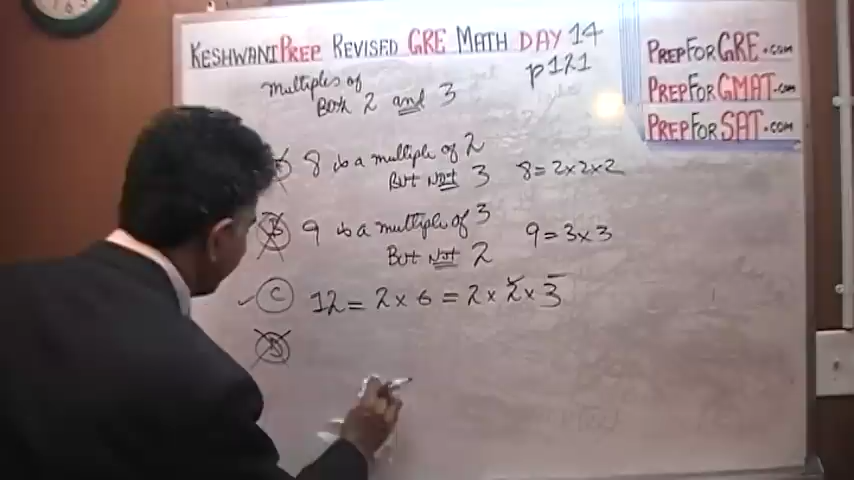 KESHWANIPREP REVISED GRE MATH DAY 14
p121
PREPFORGRE.com
PREPFORGMAT.com
PREPFORSAT.com
Multiples of
Both 2 and 3
8 is a multiple of 2
But Not 3
8 = 2 x 2 x 2
B 9 is a multiple of 3
But Not 2
9 = 3 x 3
C 12 = 2 x 6 = 2 x 2 x 3
D